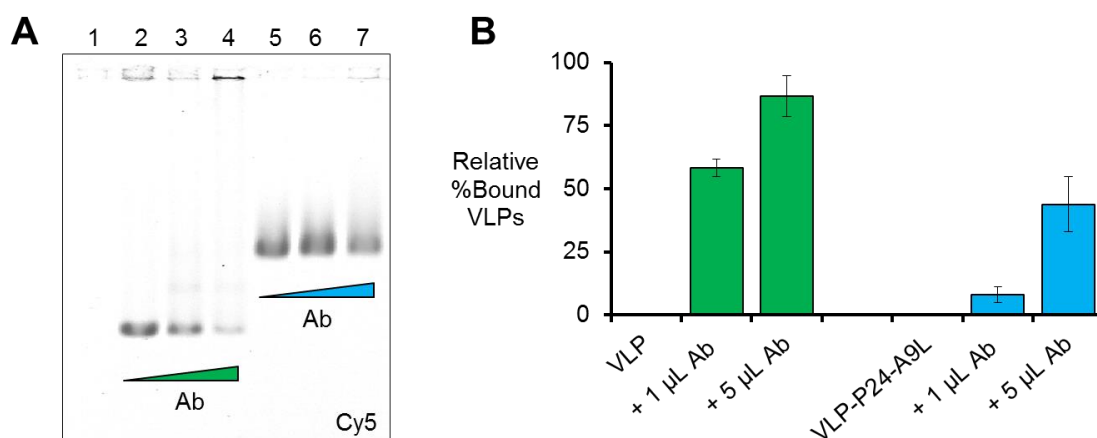 A
1 2 3 4 5 6 7
Ab
Ab
Cy5
B
100
75
50
25
0
Relative
%Bound
VLPs
VLP
+ 1 µL Ab
+ 5 µL Ab
VLP-P24-A9L
+ 1 µL Ab
+ 5 µL Ab